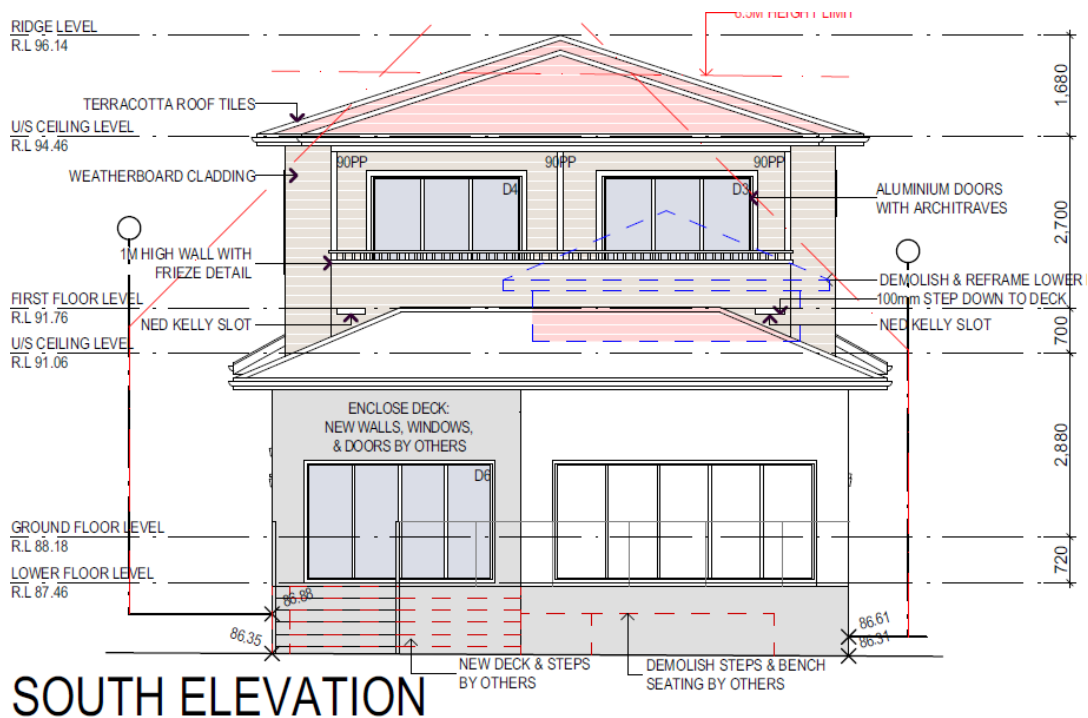 RIDGE LEVEL
R.L 96.14
HEIGHT LIMIT
1,680
TERRACOTTA ROOF TILES
U/S CEILING LEVEL
R.L 94.46
90PP
90PP
90PP
WEATHERBOARD CLADDING
D4
D3
ALUMINIUM DOORS
WITH ARCHITRAVES
2,700
1M HIGH WALL WITH
FRIEZE DETAIL
DEMOLISH & REFRAME LOWER
FIRST FLOOR LEVEL
R.L 91.76
100mm STEP DOWN TO DECK
NED KELLY SLOT
NED KELLY SLOT
700
U/S CEILING LEVEL
R.L 91.06
ENCLOSE DECK:
NEW WALLS, WINDOWS,
& DOORS BY OTHERS
2,880
D6
GROUND FLOOR LEVEL
R.L 88.18
LOWER FLOOR LEVEL
R.L 87.46
720
86.88
86.35
86.61
86.31
NEW DECK & STEPS
BY OTHERS
DEMOLISH STEPS & BENCH
SEATING BY OTHERS
SOUTH ELEVATION